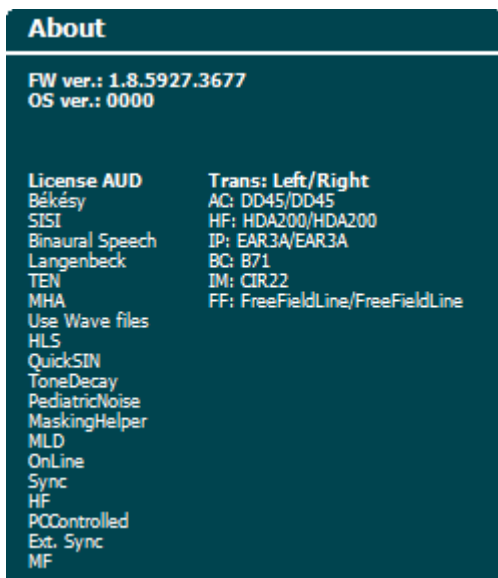 About
FW ver.: 1.8.5927.3677
OS ver.: 0000
License AUD
Békésy
SISI
Binaural Speech
Langenbeck
TEN
MHA
Use Wave files
HLS
QuickSIN
ToneDecay
PediatricNoise
MaskingHelper
MLD
OnLine
Sync
HF
PCControlled
Ext. Sync
MF
Trans: Left/Right
AC: DD45/DD45
HF: HDA200/HDA200
IP: EAR3A/EAR3A
BC: B71
IM: CIR22
FF: FreeFieldLine/FreeFieldLine